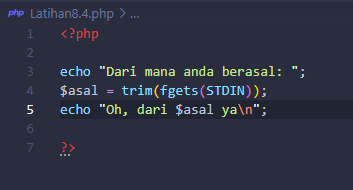 php Latihan8.4.php > ...
1 <?php
2
3 echo "Dari mana anda berasal: ";
4 $asal = trim(fgets(STDIN));
5 echo "Oh, dari $asal ya\n";
6
7 ?>